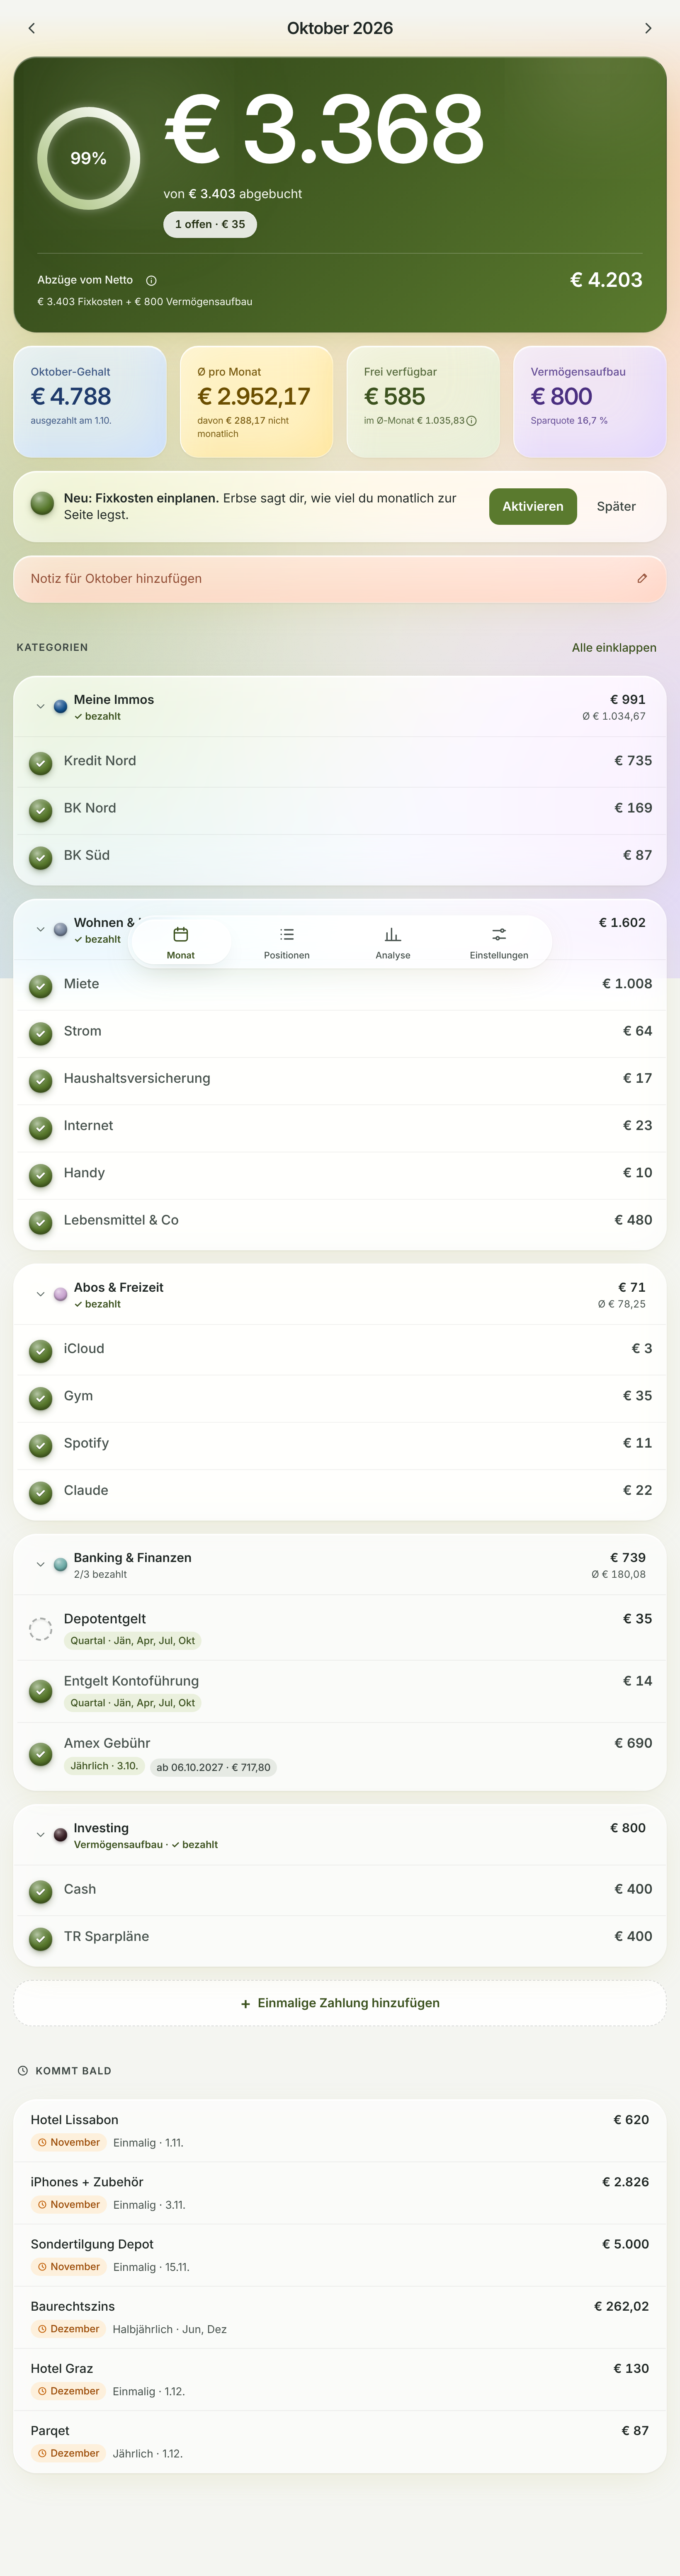 Oktober 2026
99%
€ 3.368
von € 3.403 abgebucht
1 offen · € 35
Abzüge vom Netto
€ 4.203
€ 3.403 Fixkosten + € 800 Vermögensaufbau
Oktober-Gehalt
€ 4.788
ausgezahlt am 1.10.
Ø pro Monat
€ 2.952,17
davon € 288,17 nicht
monatlich
Frei verfügbar
€ 585
im Ø-Monat € 1.035,83
Vermögensaufbau
€ 800
Sparquote 16,7 %
Neu: Fixkosten einplanen. Erbse sagt dir, wie viel du monatlich zur
Seite legst.
Aktivieren
Später
Notiz für Oktober hinzufügen
KATEGORIEN
Alle einklappen
Meine Immos
€ 991
✓ bezahlt
Ø € 1.034,67
Kredit Nord
€ 735
BK Nord
€ 169
BK Süd
€ 87
Wohnen &
€ 1.602
✓ bezahlt
Monat
Positionen
Analyse
Einstellungen
Miete
€ 1.008
Strom
€ 64
Haushaltsversicherung
€ 17
Internet
€ 23
Handy
€ 10
Lebensmittel & Co
€ 480
Abos & Freizeit
€ 71
✓ bezahlt
Ø € 78,25
iCloud
€ 3
Gym
€ 35
Spotify
€ 11
Claude
€ 22
Banking & Finanzen
€ 739
2/3 bezahlt
Ø € 180,08
Depotentgelt
€ 35
Quartal · Jän, Apr, Jul, Okt
Entgelt Kontoführung
€ 14
Quartal · Jän, Apr, Jul, Okt
Amex Gebühr
€ 690
Jährlich · 3.10.
ab 06.10.2027 · € 717,80
Investing
€ 800
Vermögensaufbau · ✓ bezahlt
Cash
€ 400
TR Sparpläne
€ 400
+ Einmalige Zahlung hinzufügen
KOMMT BALD
Hotel Lissabon
€ 620
November
Einmalig · 1.11.
iPhones + Zubehör
€ 2.826
November
Einmalig · 3.11.
Sondertilgung Depot
€ 5.000
November
Einmalig · 15.11.
Baurechtszins
€ 262,02
Dezember
Halbjährlich · Jun, Dez
Hotel Graz
€ 130
Dezember
Einmalig · 1.12.
Parqet
€ 87
Dezember
Jährlich · 1.12.